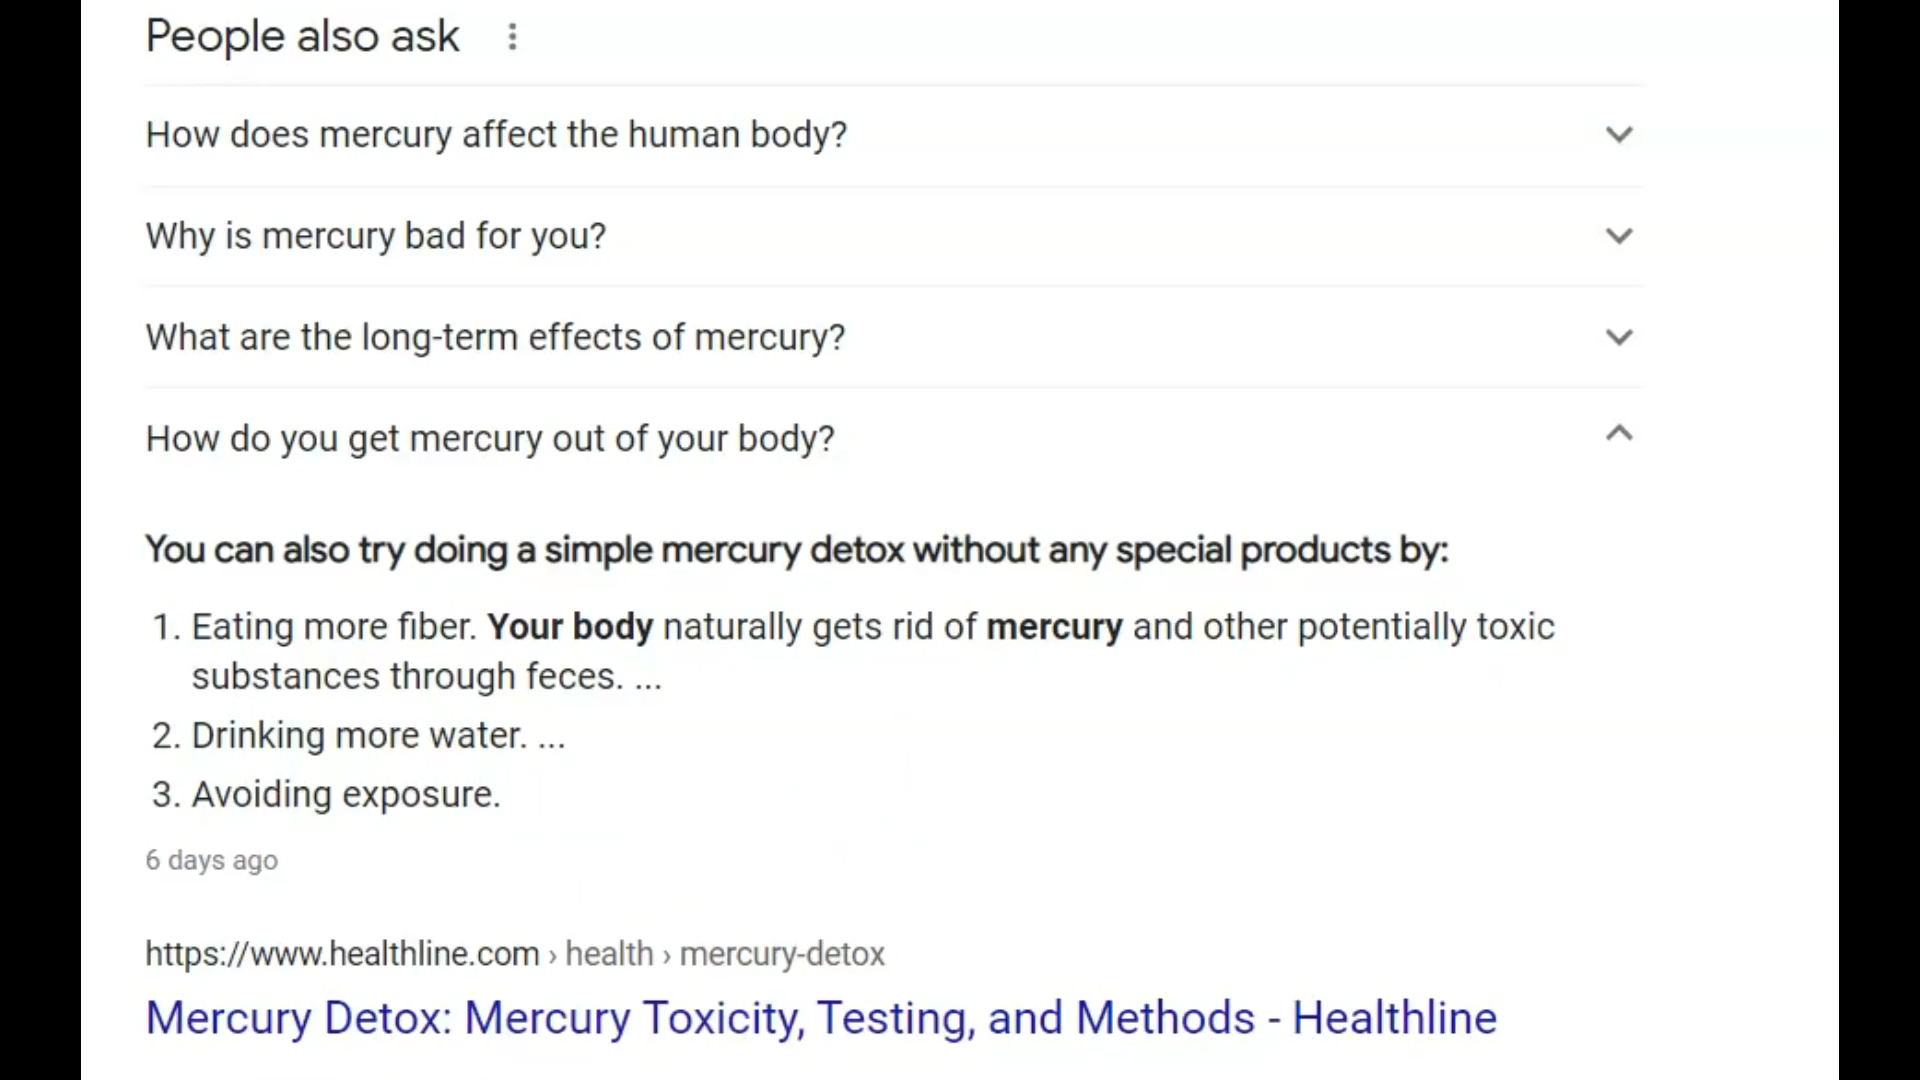 People also ask
How does mercury affect the human body?
Why is mercury bad for you?
What are the long-term effects of mercury?
How do you get mercury out of your body?
You can also try doing a simple mercury detox without any special products by:
1. Eating more fiber. Your body naturally gets rid of mercury and other potentially toxic
substances through feces. ...
2. Drinking more water. ...
3. Avoiding exposure.
6 days ago
https://www.healthline.com › health › mercury-detox
Mercury Detox: Mercury Toxicity, Testing, and Methods - Healthline